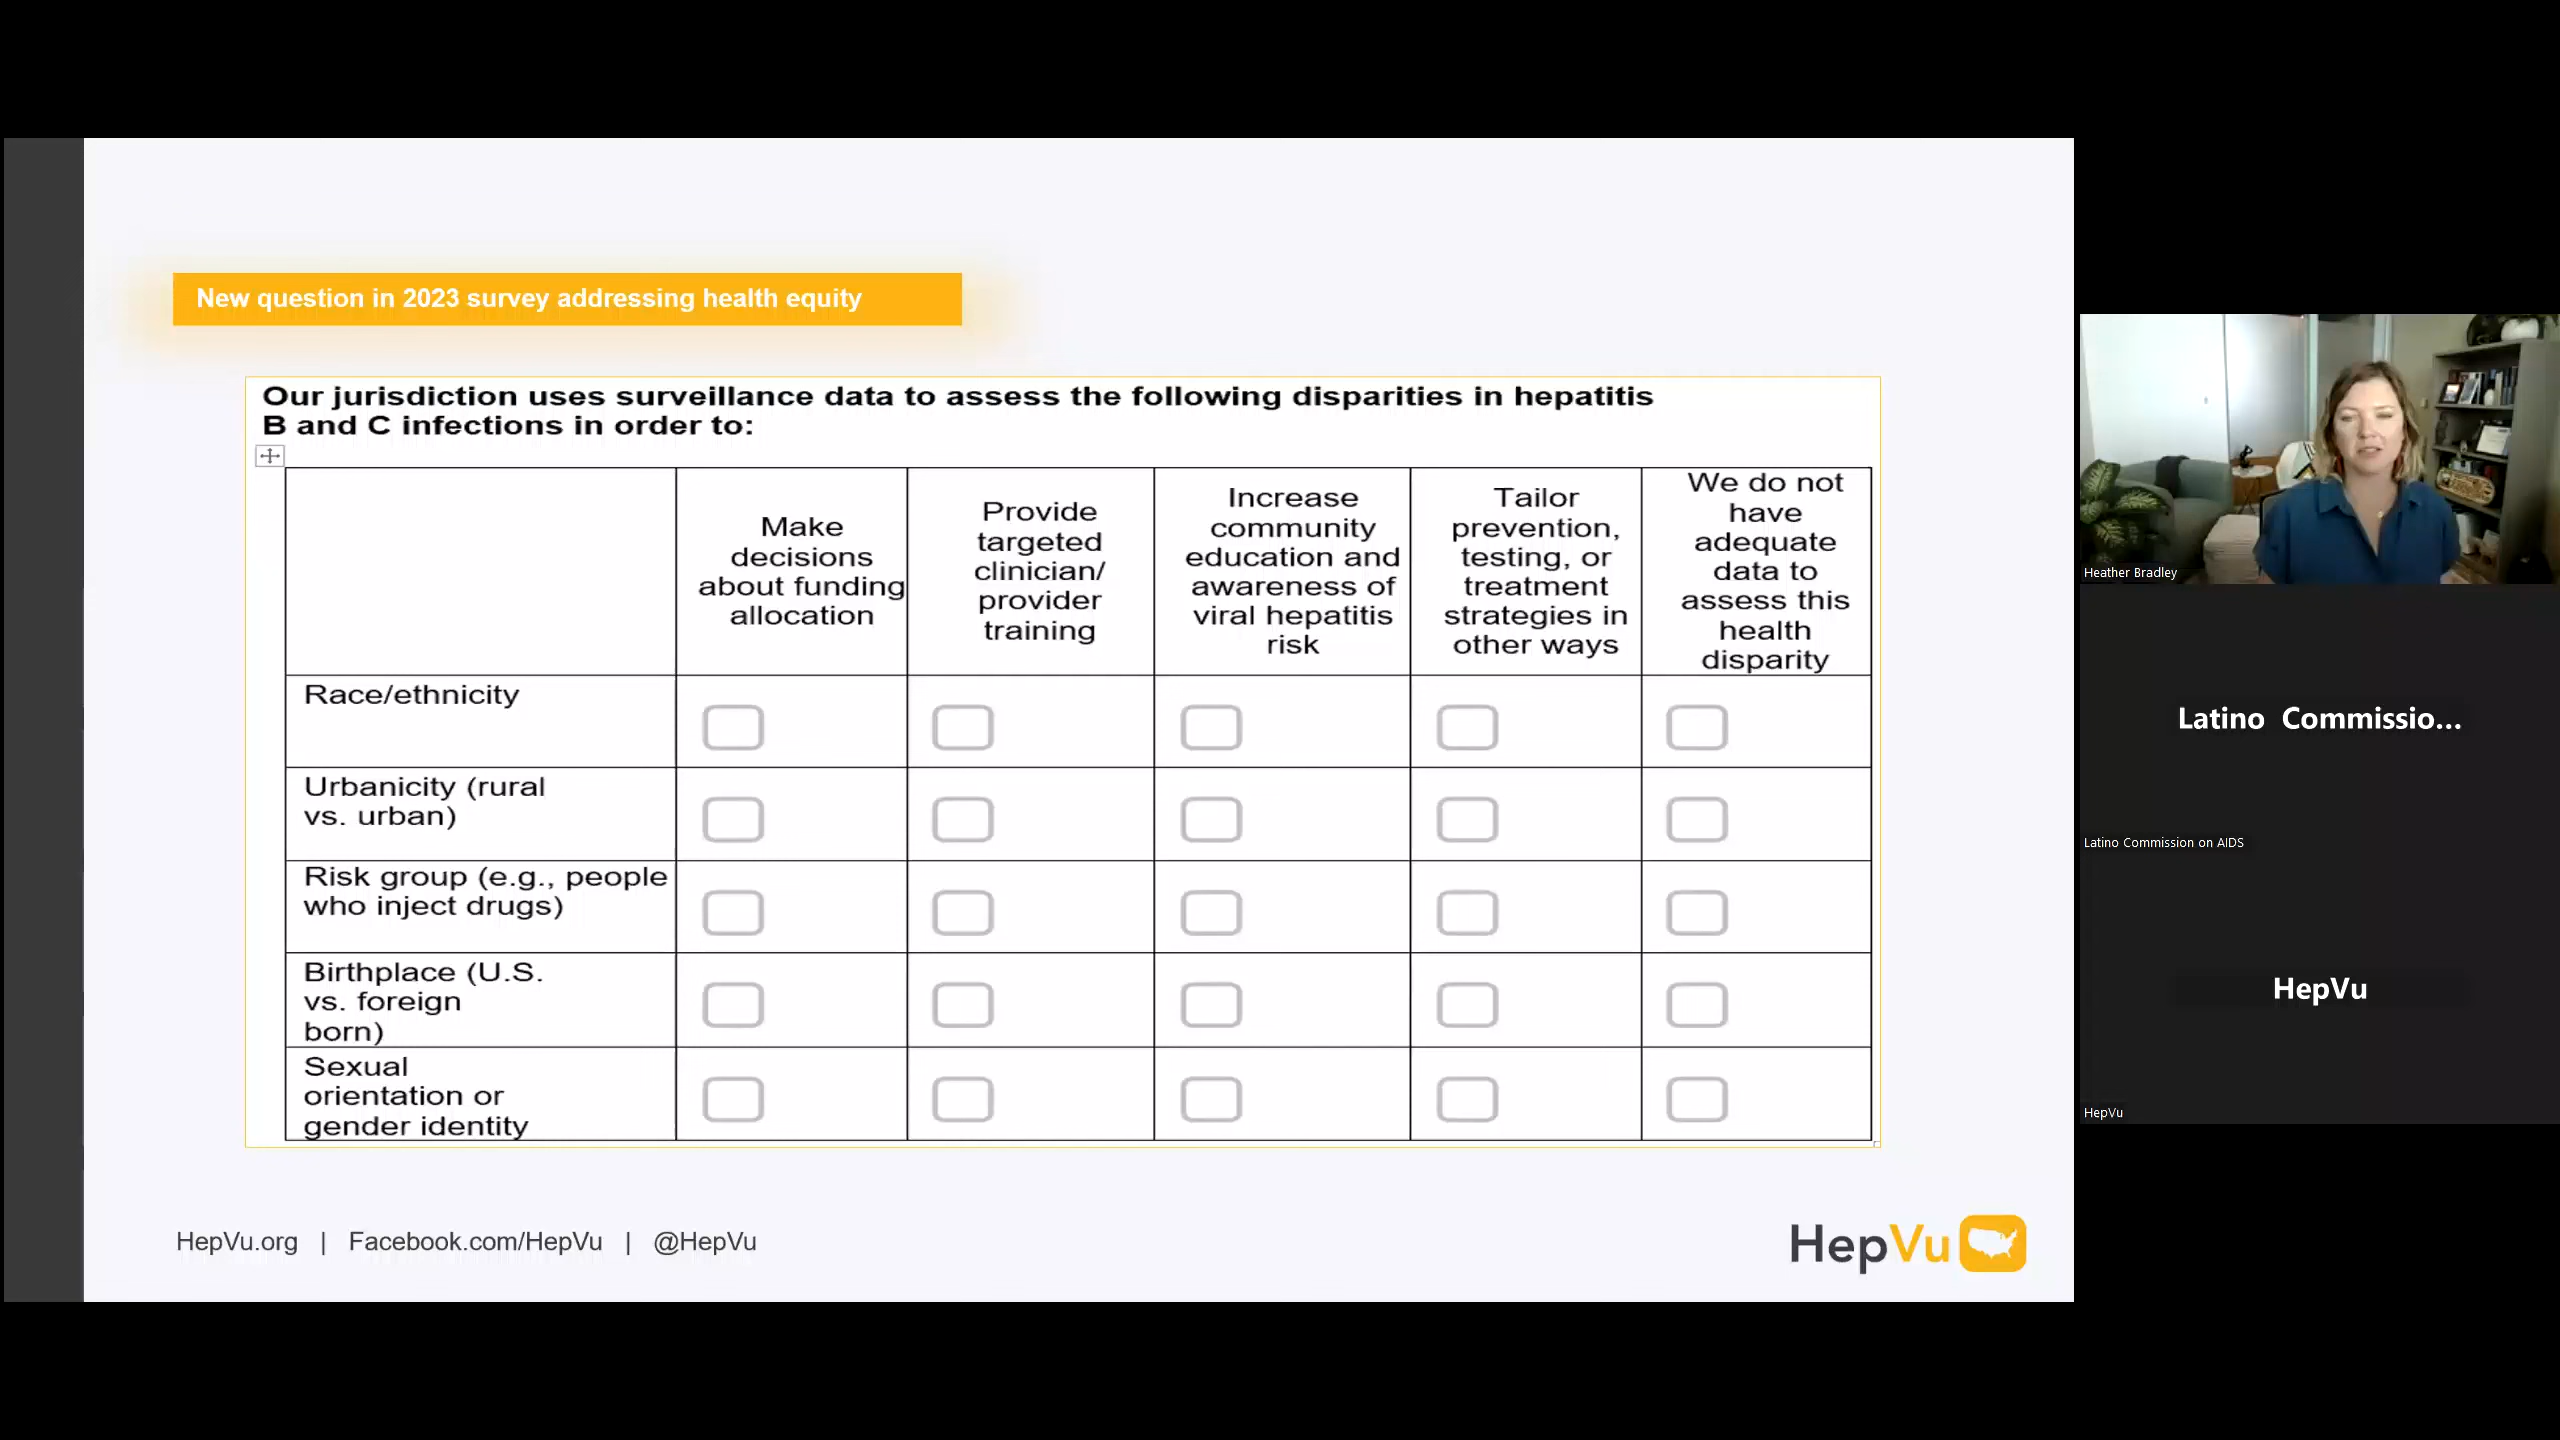 New question in 2023 survey addressing health equity
Our jurisdiction uses surveillance data to assess the following disparities in hepatitis
B and C infections in order to:
Make
decisions
about funding
allocation
Provide
targeted
clinician/
provider
training
Increase
community
education and
awareness of
viral hepatitis
risk
Tailor
prevention,
testing, or
treatment
strategies in
other ways
We do not
have
adequate
data to
assess this
health
disparity
Race/ethnicity
Urbanicity (rural
vs. urban)
Risk group (e.g., people
who inject drugs)
Birthplace (U.S.
vs. foreign
born)
Sexual
orientation or
gender identity
HepVu.org | Facebook.com/HepVu | @HepVu
HepVu
Heather Bradley
Latino Commissio...
Latino Commission on AIDS
HepVu
HepVu